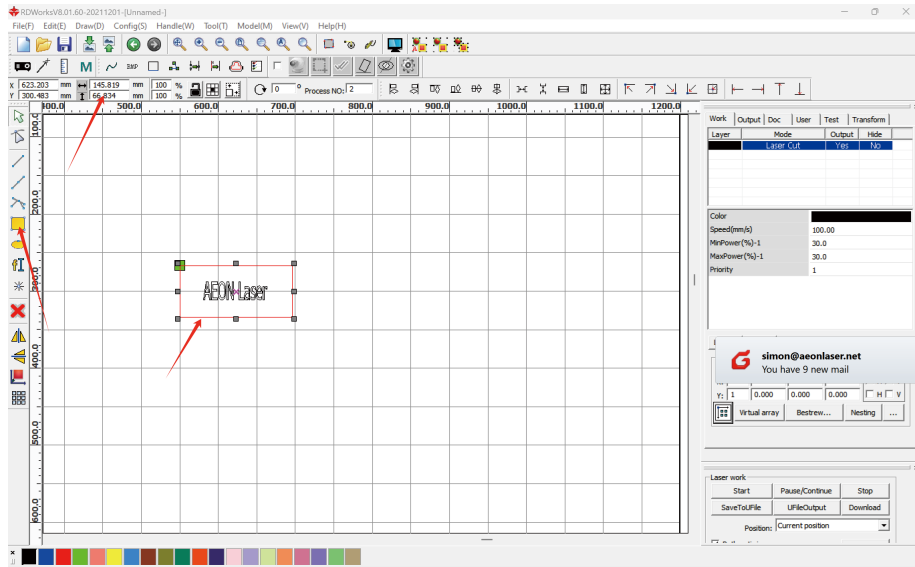 RDWorksV8.01.60-20211201-[Unnamed-]
File(F) Edit(E) Draw(D) Config(S) Handle(W) Tool(T) Model(M) View(V) Help(H)
M BMP
X 623.203 mm 145.819 mm 100 %
Y 300.483 mm 66.834 mm 100 %
0 ° Process NO: 2
400.0 500.0 600.0 700.0 800.0 900.0 1000.0 1100.0 1200.0
100.0
200.0
300.0
400.0
500.0
600.0
AEON-Laser
Work Output Doc User Test Transform
Layer Mode Output Hide
Laser Cut Yes No
Color
Speed(mm/s) 100.00
MinPower(%)-1 30.0
MaxPower(%)-1 30.0
Priority 1
simon@aeonlaser.net
You have 9 new mail
Y: 1 0.000 0.000 0.000 H V
Virtual array Bestrew... Nesting ...
Laser work
Start Pause/Continue Stop
SaveToUFile UFileOutput Download
Position: Current position